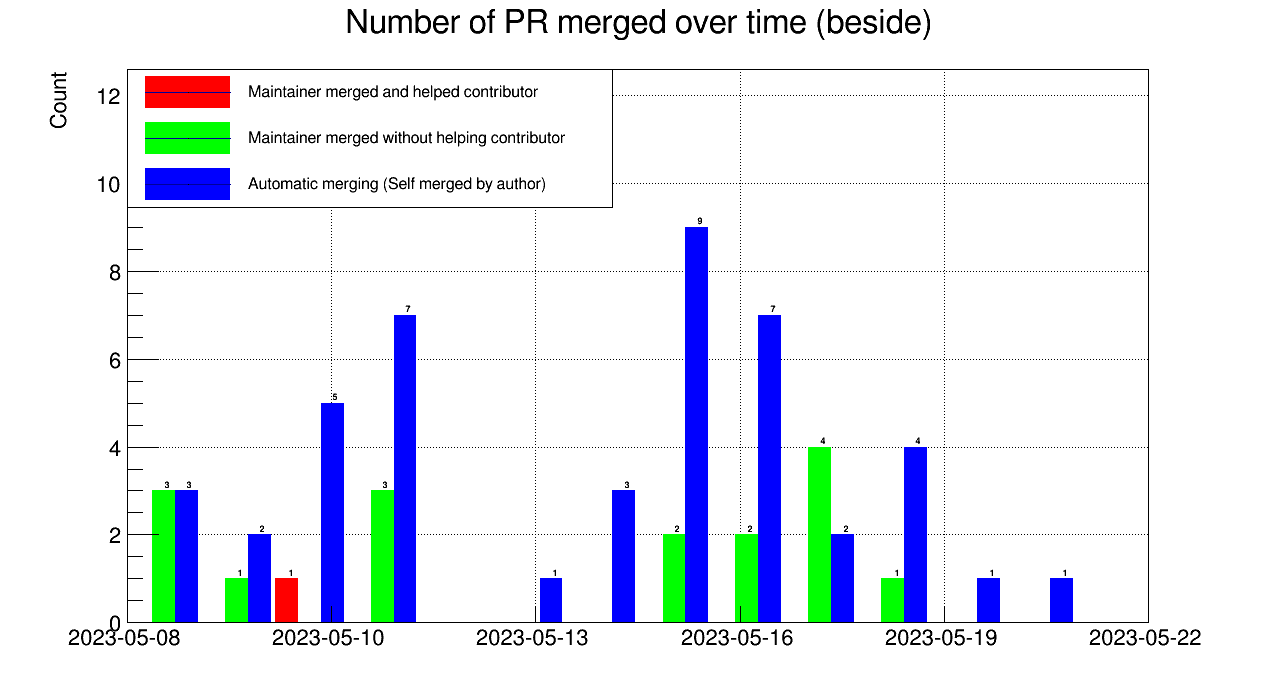 Number of PR merged over time (beside)
Count
Maintainer merged and helped contributor
Maintainer merged without helping contributor
Automatic merging (Self merged by author)
12
10
8
6
4
2
0
3 3 1 2 1 5 3 7 1 3 2 9 2 7 4 2 1 4 1 1
2023-05-08 2023-05-10 2023-05-13 2023-05-16 2023-05-19 2023-05-22